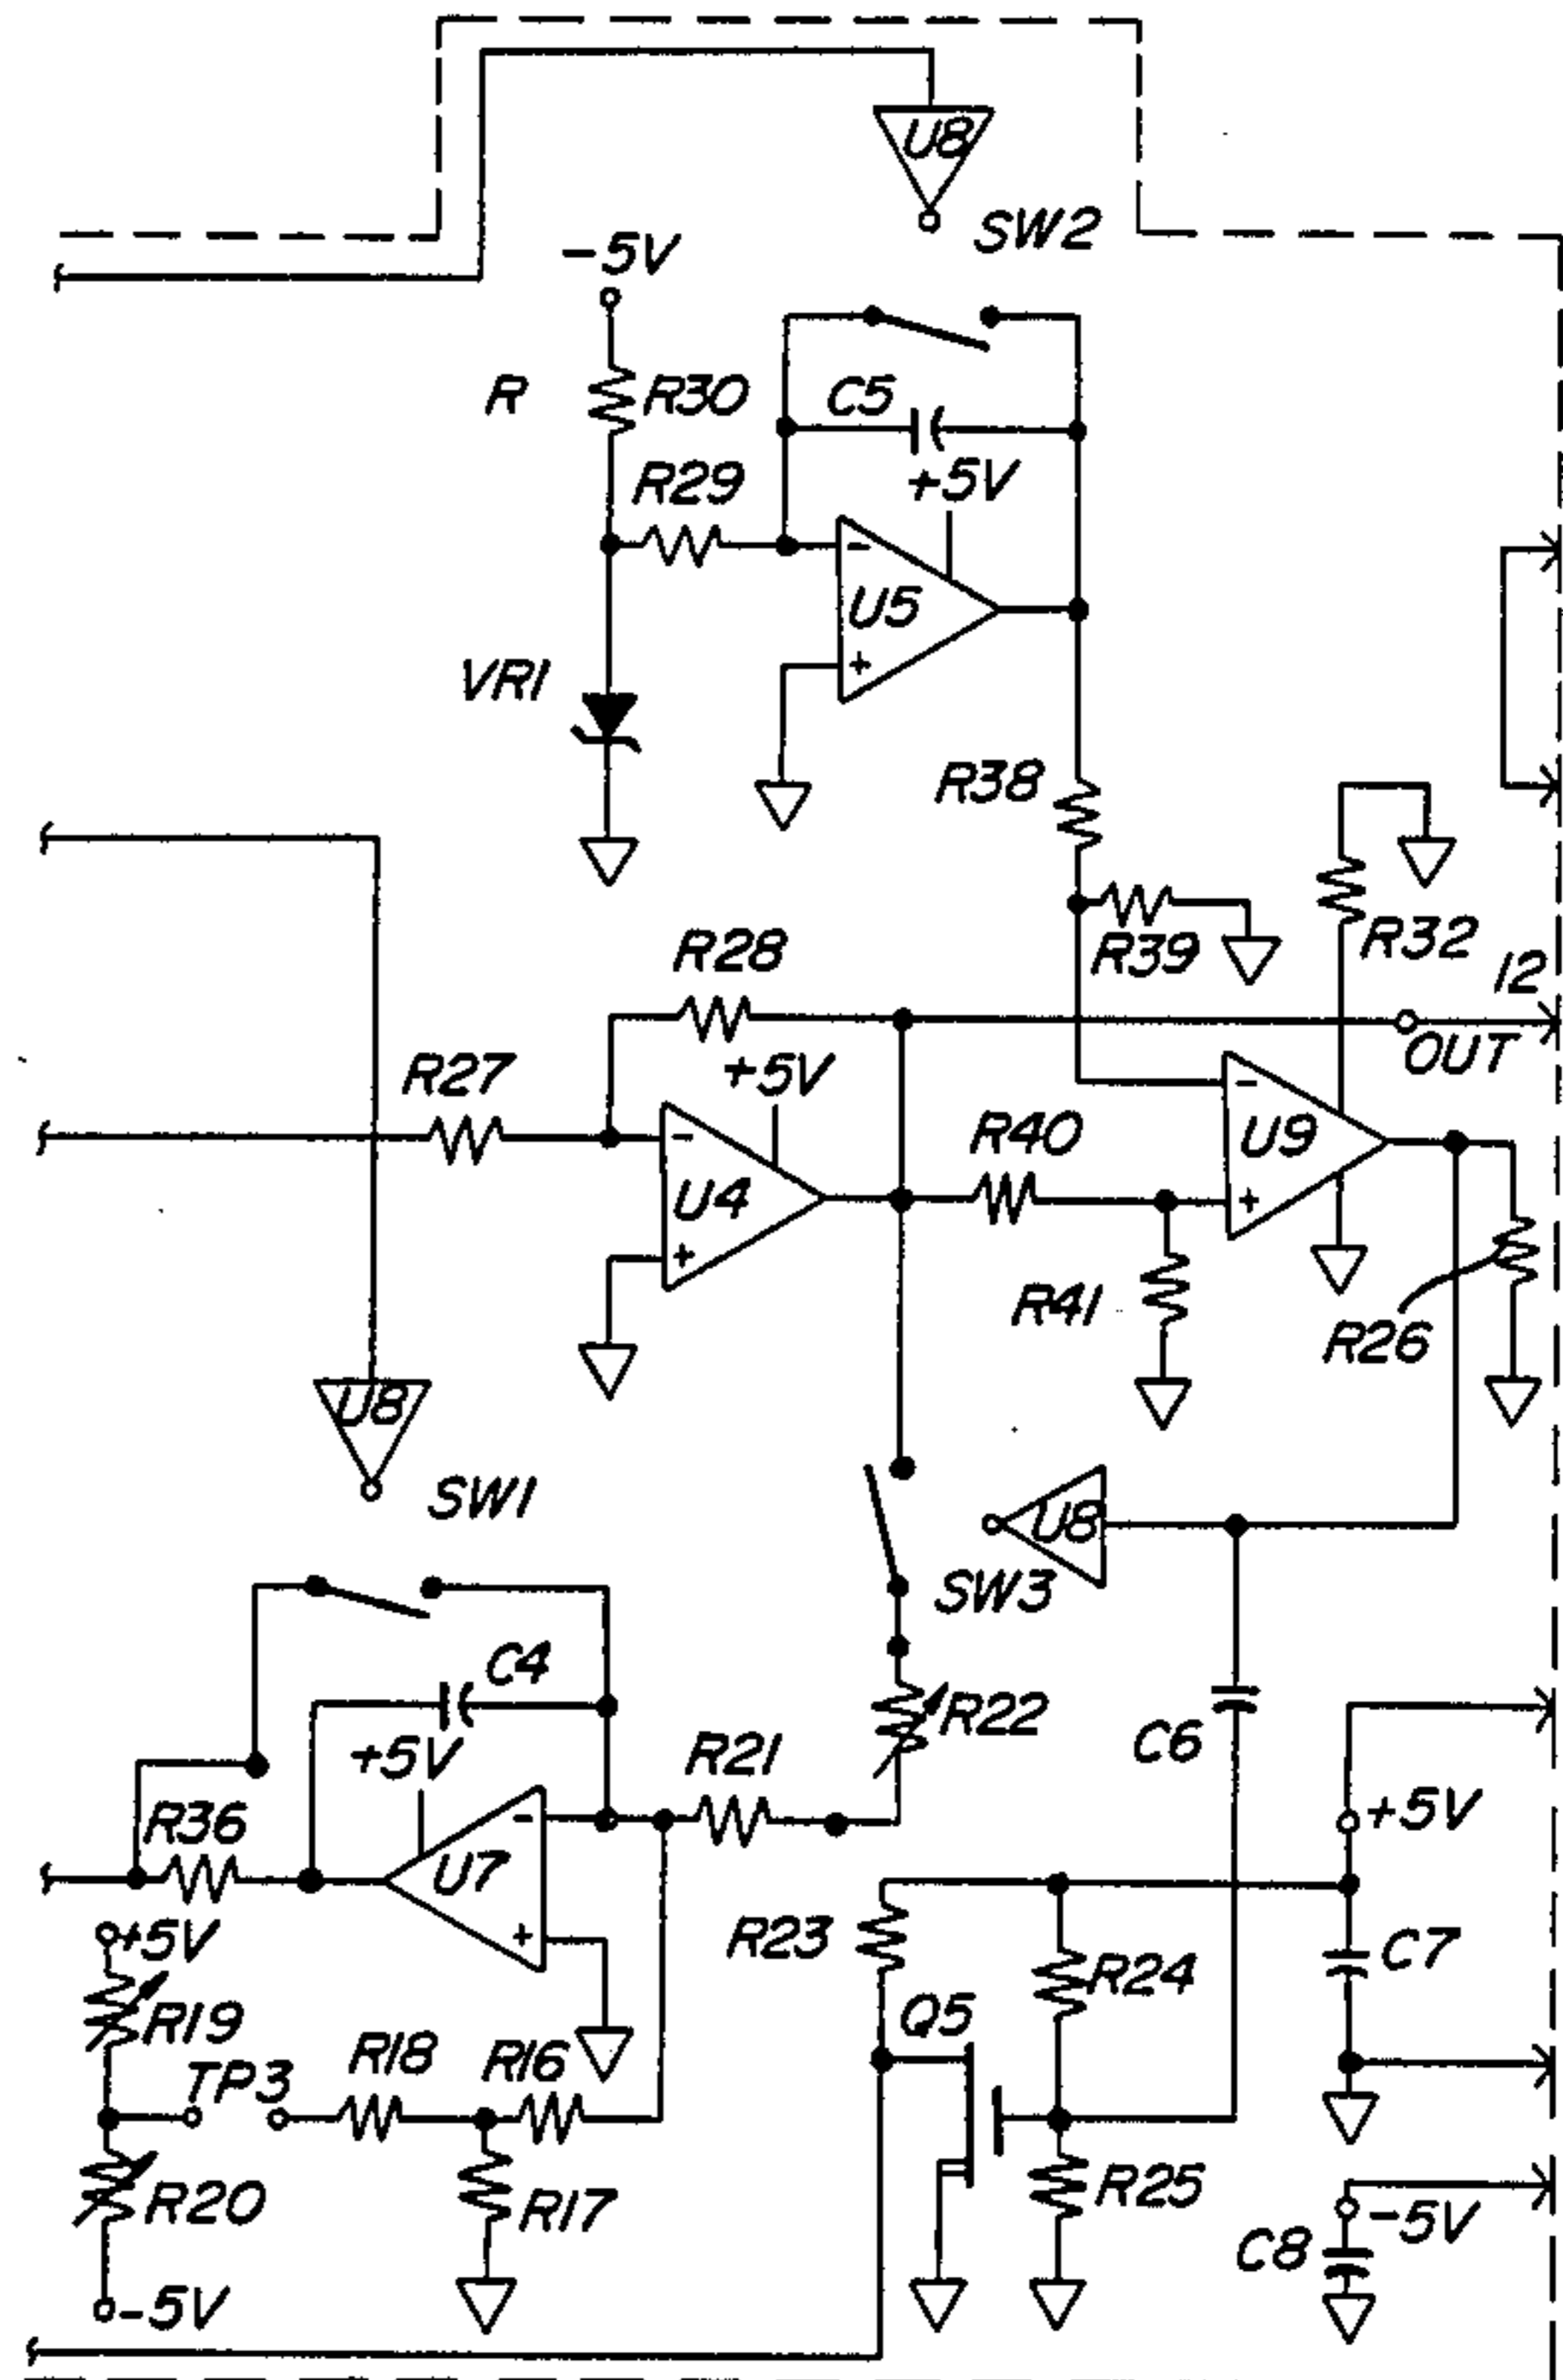 U8
SW2
-5V
R
R30
C5
R29
+5V
-
U5
+
VR1
R38
R39
R32
R28
12
OUT
R27
+5V
-
U4
+
R40
-
U9
+
R41
R26
U8
SW1
U8
SW3
C4
R22
+5V
R21
C6
R36
-
U7
+
+5V
+5V
R23
R24
C7
R19
Q5
TP3
R18
R16
R20
R17
R25
-5V
C8
-5V